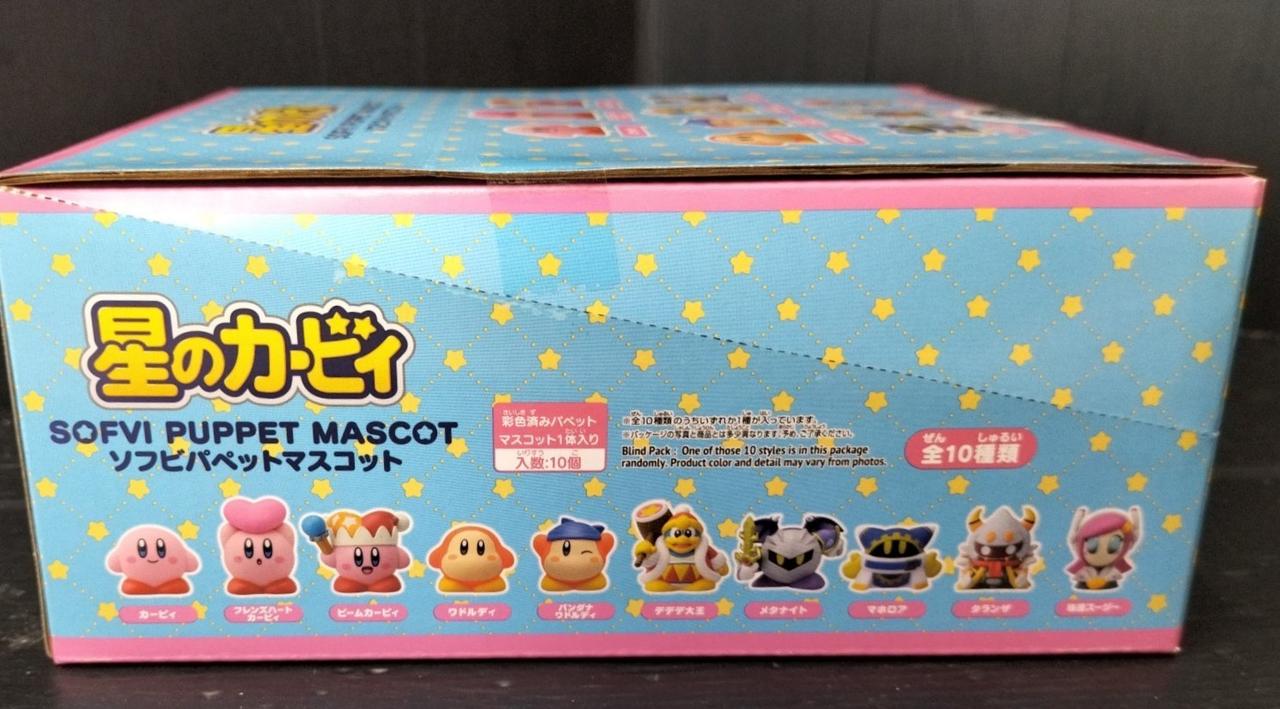 星のカービィ
SOFVI PUPPET MASCOT
ソフビパペットマスコット
彩色済みパペット
マスコット1体入り
入数:10個
※全10種類のうちいずれか1種が入っています。
※パッケージの写真と商品とは多少異なります。予め、ご了承ください。
Blind Pack : One of those 10 styles is in this package
randomly. Product color and detail may vary from photos.
全10種類
カービィ
フレンズハート
カービィ
ビームカービィ
ワドルディ
バンダナ
ワドルディ
デデデ大王
メタナイト
マホロア
タランザ
秘書スージー